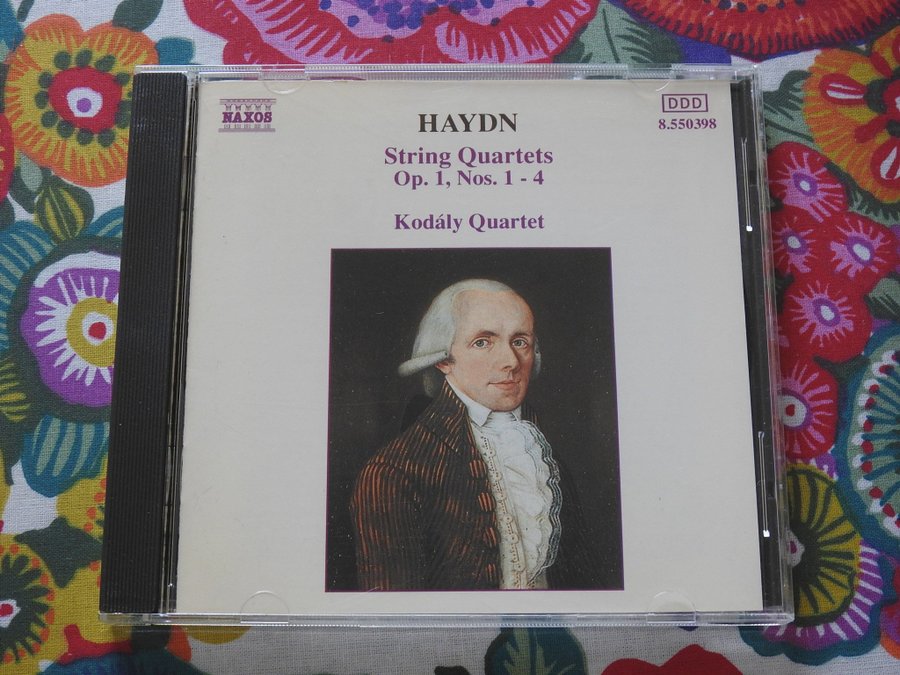 NAXOS
DDD
8.550398
HAYDN
String Quartets
Op. 1, Nos. 1 - 4
Kodály Quartet